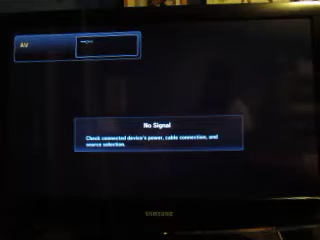 AV
No Signal
Check connected device's power, cable connection, and
source selection.
SAMSUNG